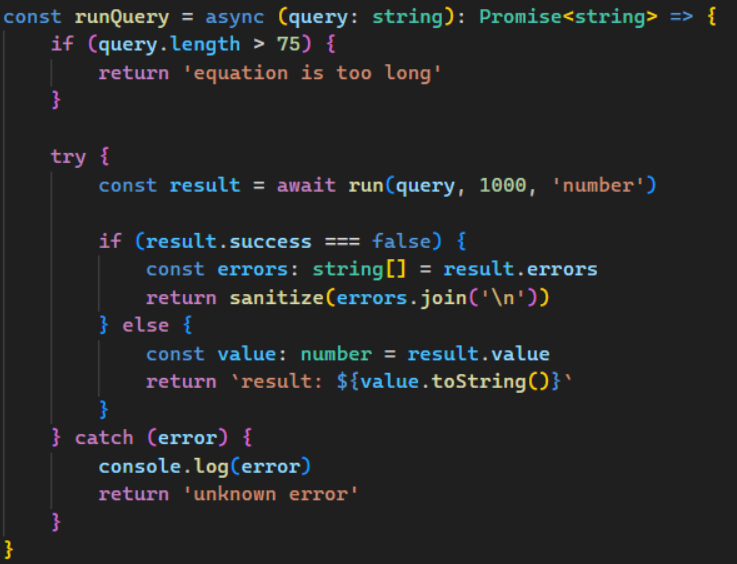 const runQuery = async (query: string): Promise<string> => {
    if (query.length > 75) {
        return 'equation is too long'
    }

    try {
        const result = await run(query, 1000, 'number')

        if (result.success === false) {
            const errors: string[] = result.errors
            return sanitize(errors.join('\n'))
        } else {
            const value: number = result.value
            return `result: ${value.toString()}`
        }
    } catch (error) {
        console.log(error)
        return 'unknown error'
    }
}